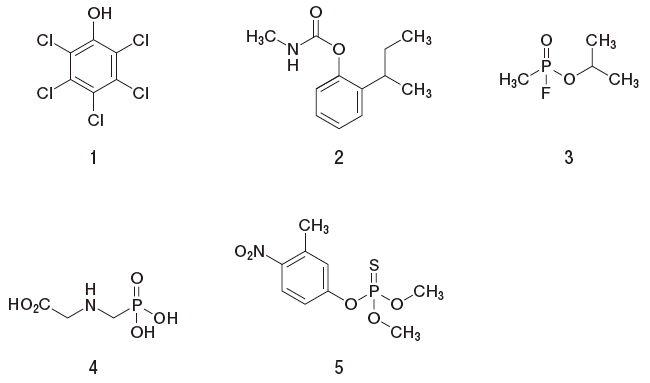 OH
Cl Cl
Cl Cl
Cl
1
O
H₃C N O CH₃
H
CH₃
2
O CH₃
H₃C P O CH₃
F
3
O
HO₂C N P OH
H
OH
4
CH₃
O₂N
S
O P O CH₃
O CH₃
5